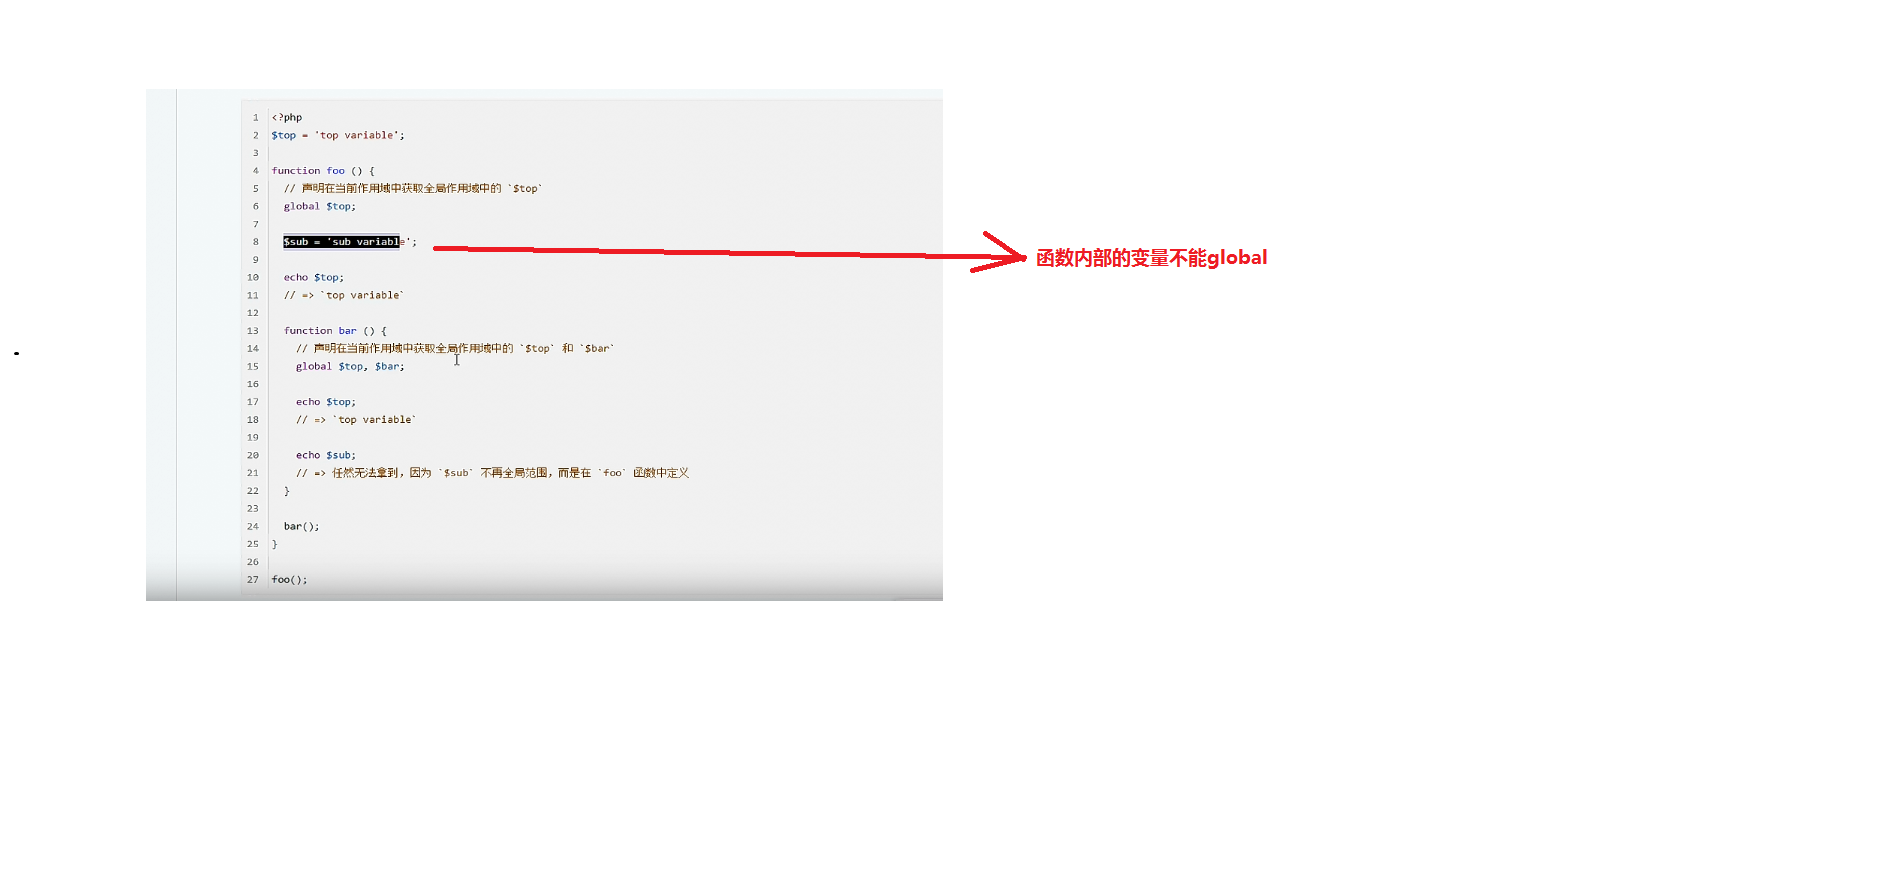 1 <?php
2 $top = 'top variable';
3
4 function foo () {
5 // 声明在当前作用域中获取全局作用域中的 `$top`
6 global $top;
7
8 $sub = 'sub variable';
9
10 echo $top;
11 // => `top variable`
12
13 function bar () {
14 // 声明在当前作用域中获取全局作用域中的 `$top` 和 `$bar`
15 global $top, $bar;
16
17 echo $top;
18 // => `top variable`
19
20 echo $sub;
21 // => 任然无法拿到，因为 `$sub` 不再全局范围，而是在 `foo` 函数中定义
22 }
23
24 bar();
25 }
26
27 foo();
函数内部的变量不能global